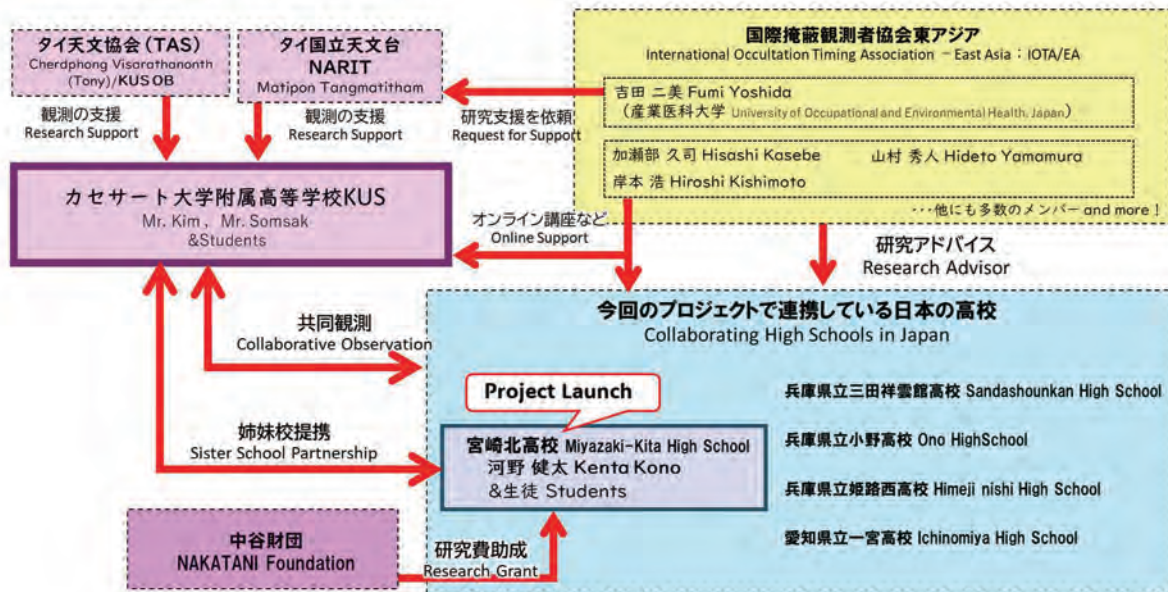 タイ天文協会(TAS)
Cherdphong Visarathanonth
(Tony)/KUS OB
タイ国立天文台
NARIT
Matipon Tangmatitham
国際掩蔽観測者協会東アジア
International Occultation Timing Association – East Asia：IOTA/EA
吉田 二美 Fumi Yoshida
(産業医科大学 University of Occupational and Environmental Health, Japan)
加瀬部 久司 Hisashi Kasebe
山村 秀人 Hideto Yamamura
岸本 浩 Hiroshi Kishimoto
・・・他にも多数のメンバー and more！
観測の支援
Research Support
観測の支援
Research Support
研究支援を依頼
Request for Support
カセサート大学附属高等学校KUS
Mr. Kim , Mr. Somsak
&Students
オンライン講座など
Online Support
研究アドバイス
Research Advisor
共同観測
Collaborative Observation
姉妹校提携
Sister School Partnership
今回のプロジェクトで連携している日本の高校
Collaborating High Schools in Japan
Project Launch
宮崎北高校 Miyazaki-Kita High School
河野 健太 Kenta Kono
&生徒 Students
兵庫県立三田祥雲館高校 Sandashounkan High School
兵庫県立小野高校 Ono HighSchool
兵庫県立姫路西高校 Himeji nishi High School
愛知県立一宮高校 Ichinomiya High School
中谷財団
NAKATANI Foundation
研究費助成
Research Grant